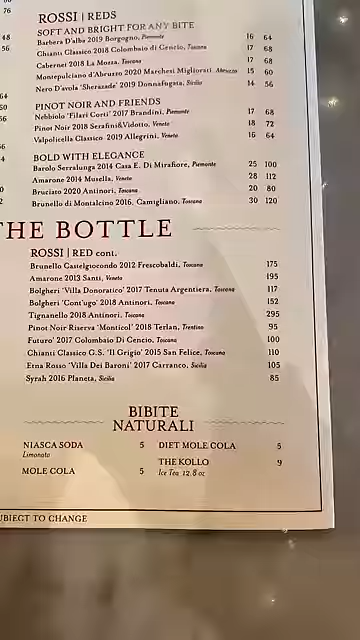 76
ROSSI | REDS
SOFT AND BRIGHT FOR ANY BITE
48 Barbera D'alba 2019 Borgogno, Piemonte 16 64
56 Chianti Classico 2018 Colombaio di Cencio, Toscana 17 68
Cabernet 2018 La Mozza, Toscana 17 68
Montepulciano d'Abruzzo 2020 Marchesi Migliorati Abruzzo 15 60
Nero D'avola 'Sherazade' 2019 Donnafugata, Sicilia 14 56
64
60 PINOT NOIR AND FRIENDS
56 Nebbiolo 'Filari Corti' 2017 Brandini, Piemonte 17 68
Pinot Noir 2018 Serafini&Vidotto, Veneto 18 72
Valpolicella Classico 2019 Allegrini, Veneto 16 64
56
4 BOLD WITH ELEGANCE
Barolo Serralunga 2014 Casa E. Di Mirafiore, Piemonte 25 100
Amarone 2014 Musella, Veneto 28 112
0 Bruciato 2020 Antinori, Toscana 20 80
2 Brunello di Montalcino 2016, Camigliano, Toscana 30 120
THE BOTTLE
ROSSI | RED cont.
Brunello Castelgiocondo 2012 Frescobaldi, Toscana 175
Amarone 2013 Santi, Veneto 195
Bolgheri 'Villa Donoratico' 2017 Tenuta Argentiera, Toscana 117
Bolgheri 'Cont'ugo' 2018 Antinori, Toscana 152
Tignanello 2018 Antinori, Toscana 295
Pinot Noir Riserva 'Monticol' 2018 Terlan, Trentino 95
Futuro' 2017 Colombaio Di Cencio, Toscana 100
Chianti Classico G.S. 'Il Grigio' 2015 San Felice, Toscana 110
Etna Rosso 'Villa Dei Baroni' 2017 Carranco, Sicilia 105
Syrah 2016 Planeta, Sicilia 85
BIBITE
NATURALI
NIASCA SODA 5 DIET MOLE COLA 5
Limonata
THE KOLLO 9
MOLE COLA 5 Ice Tea 12.8 oz
UBJECT TO CHANGE